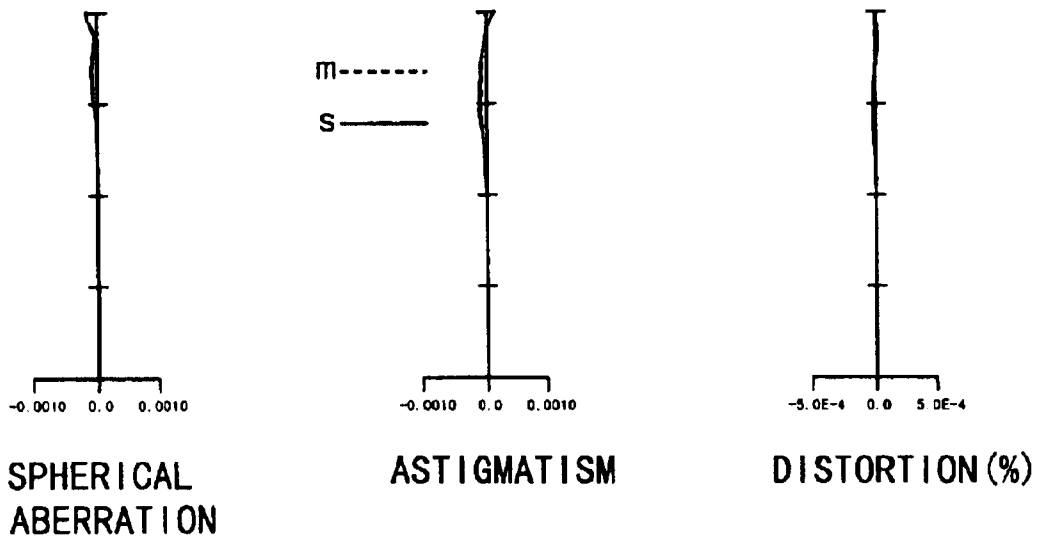 m
s
-0.0010 0.0 0.0010
-0.0010 0.0 0.0010
-5.0E-4 0.0 5.0E-4
SPHERICAL
ABERRATION
ASTIGMATISM
DISTORTION(%)